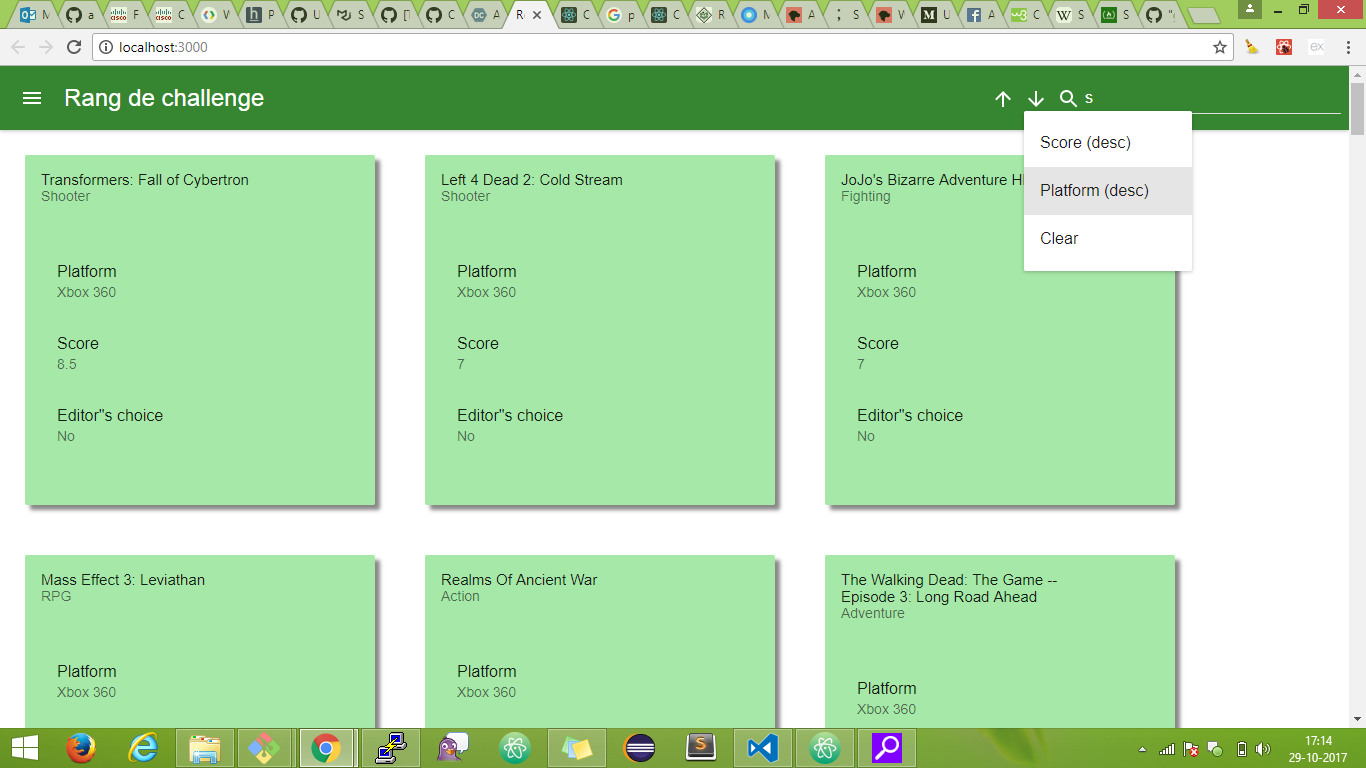 M
a
F
C
W
P
U
S
[T
C
A
R
C
p
C
R
M
A
S
W
U
A
C
S
S
"
localhost:3000
ex
Rang de challenge
s
Score (desc)
Platform (desc)
Clear
Transformers: Fall of Cybertron
Shooter
Platform
Xbox 360
Score
8.5
Editor"s choice
No
Left 4 Dead 2: Cold Stream
Shooter
Platform
Xbox 360
Score
7
Editor"s choice
No
JoJo's Bizarre Adventure H
Fighting
Platform
Xbox 360
Score
7
Editor"s choice
No
Mass Effect 3: Leviathan
RPG
Platform
Xbox 360
Realms Of Ancient War
Action
Platform
Xbox 360
The Walking Dead: The Game --
Episode 3: Long Road Ahead
Adventure
Platform
Xbox 360
17:14
29-10-2017